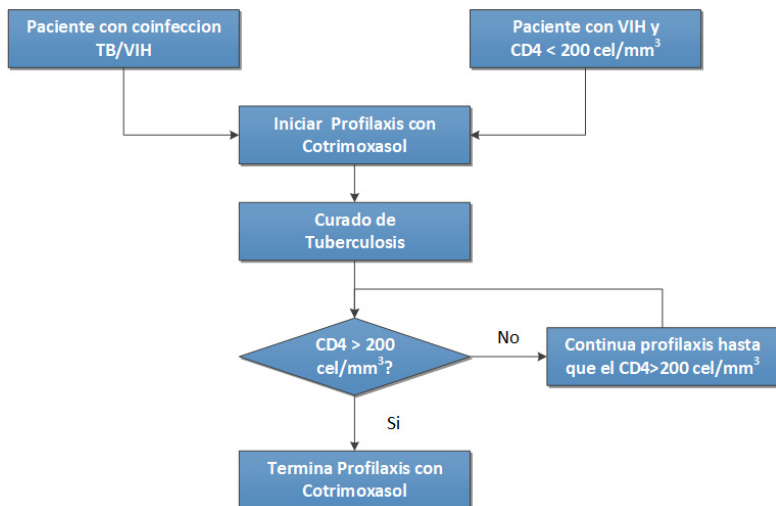 Paciente con coinfeccion
TB/VIH
Paciente con VIH y
CD4 < 200 cel/mm³
Iniciar Profilaxis con
Cotrimoxasol
Curado de
Tuberculosis
CD4 > 200
cel/mm³?
No
Continua profilaxis hasta
que el CD4>200 cel/mm³
Si
Termina Profilaxis con
Cotrimoxasol